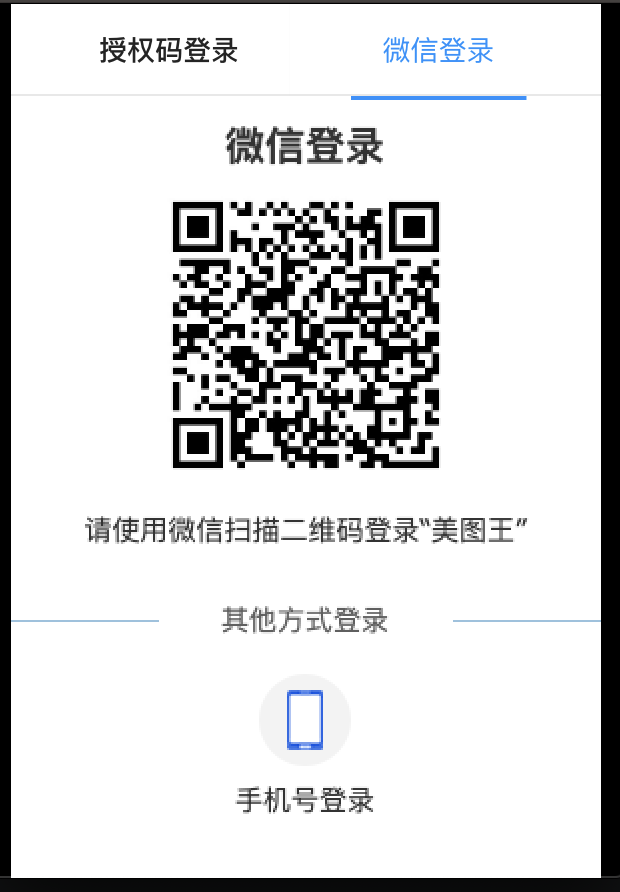 授权码登录 微信登录
微信登录
请使用微信扫描二维码登录“美图王”
其他方式登录
手机号登录